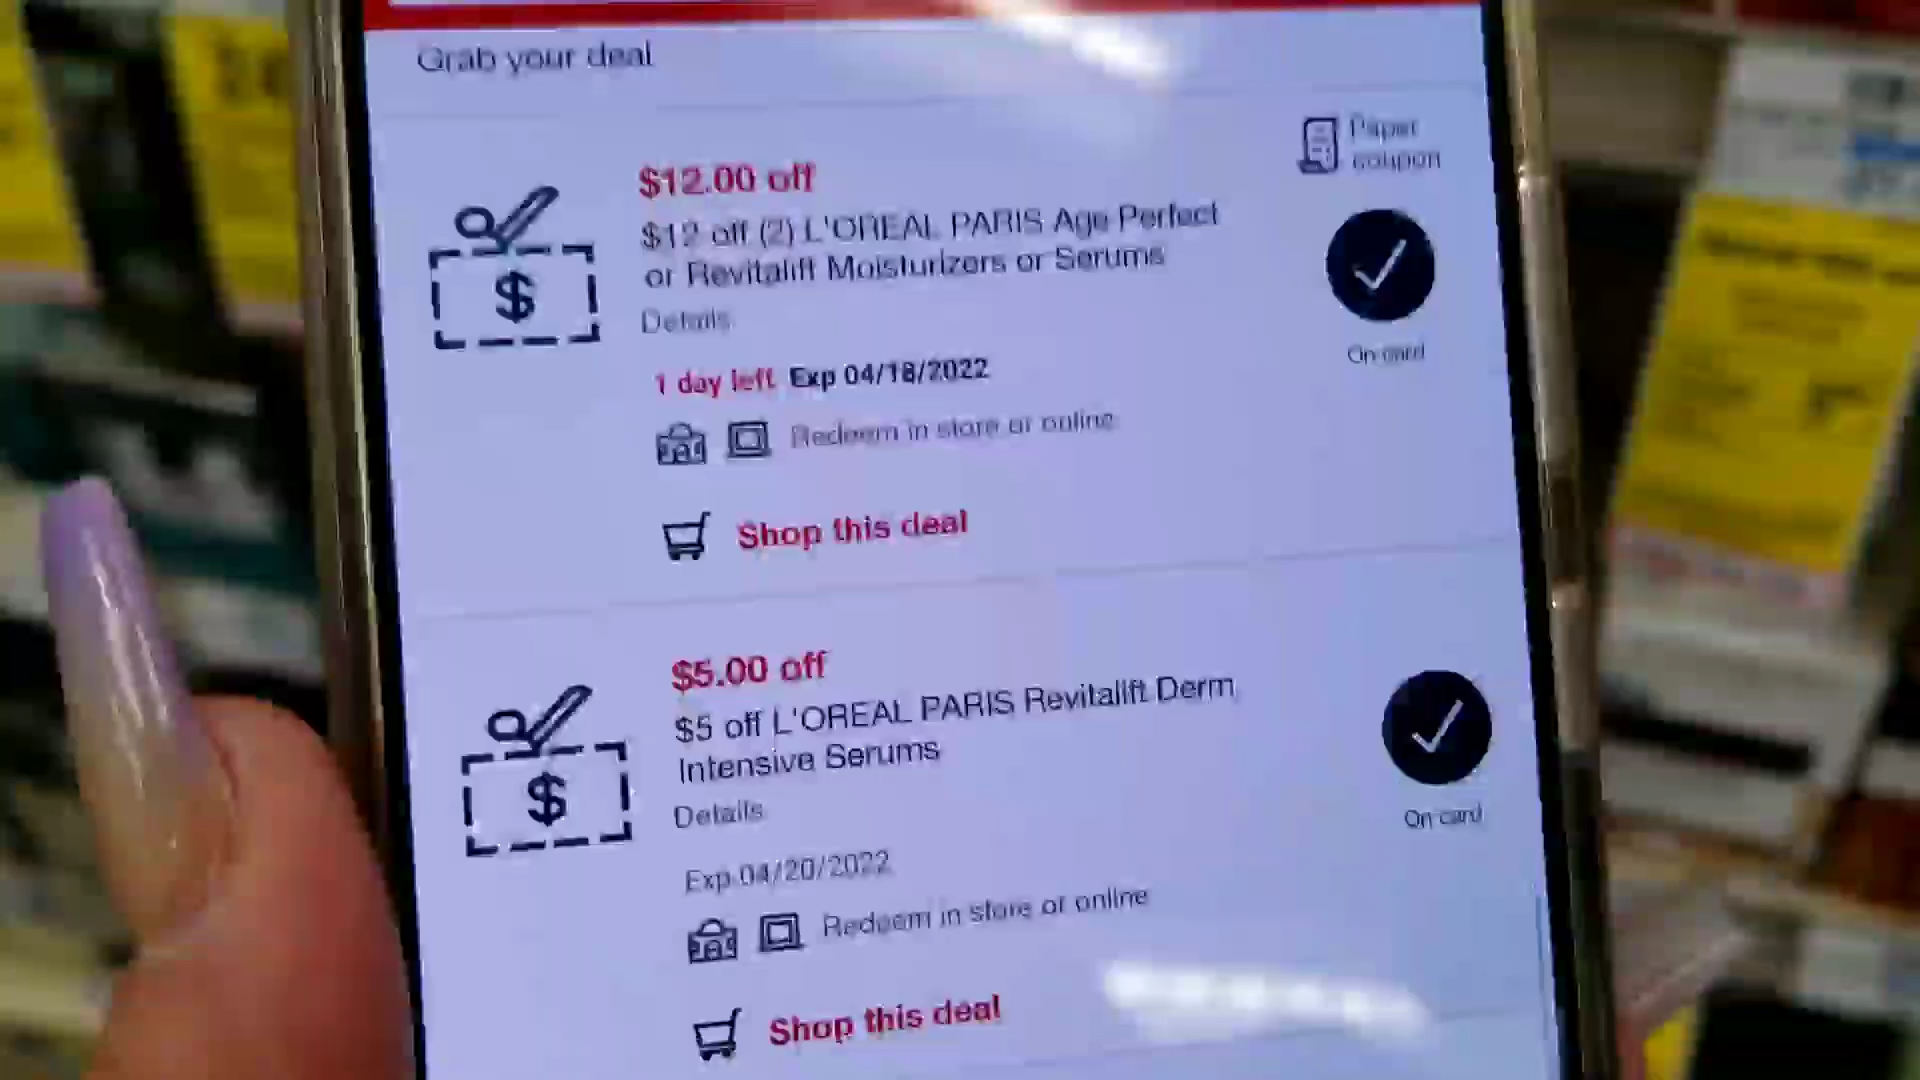 Grab your deal
Paper
coupon
$12.00 off
$12 off (2) L'OREAL PARIS Age Perfect
or Revitalift Moisturizers or Serums
Details
On card
1 day left Exp 04/18/2022
Redeem in store or online
Shop this deal
$5.00 off
$5 off L'OREAL PARIS Revitalift Derm
Intensive Serums
Details
On card
Exp 04/20/2022
Redeem in store or online
Shop this deal